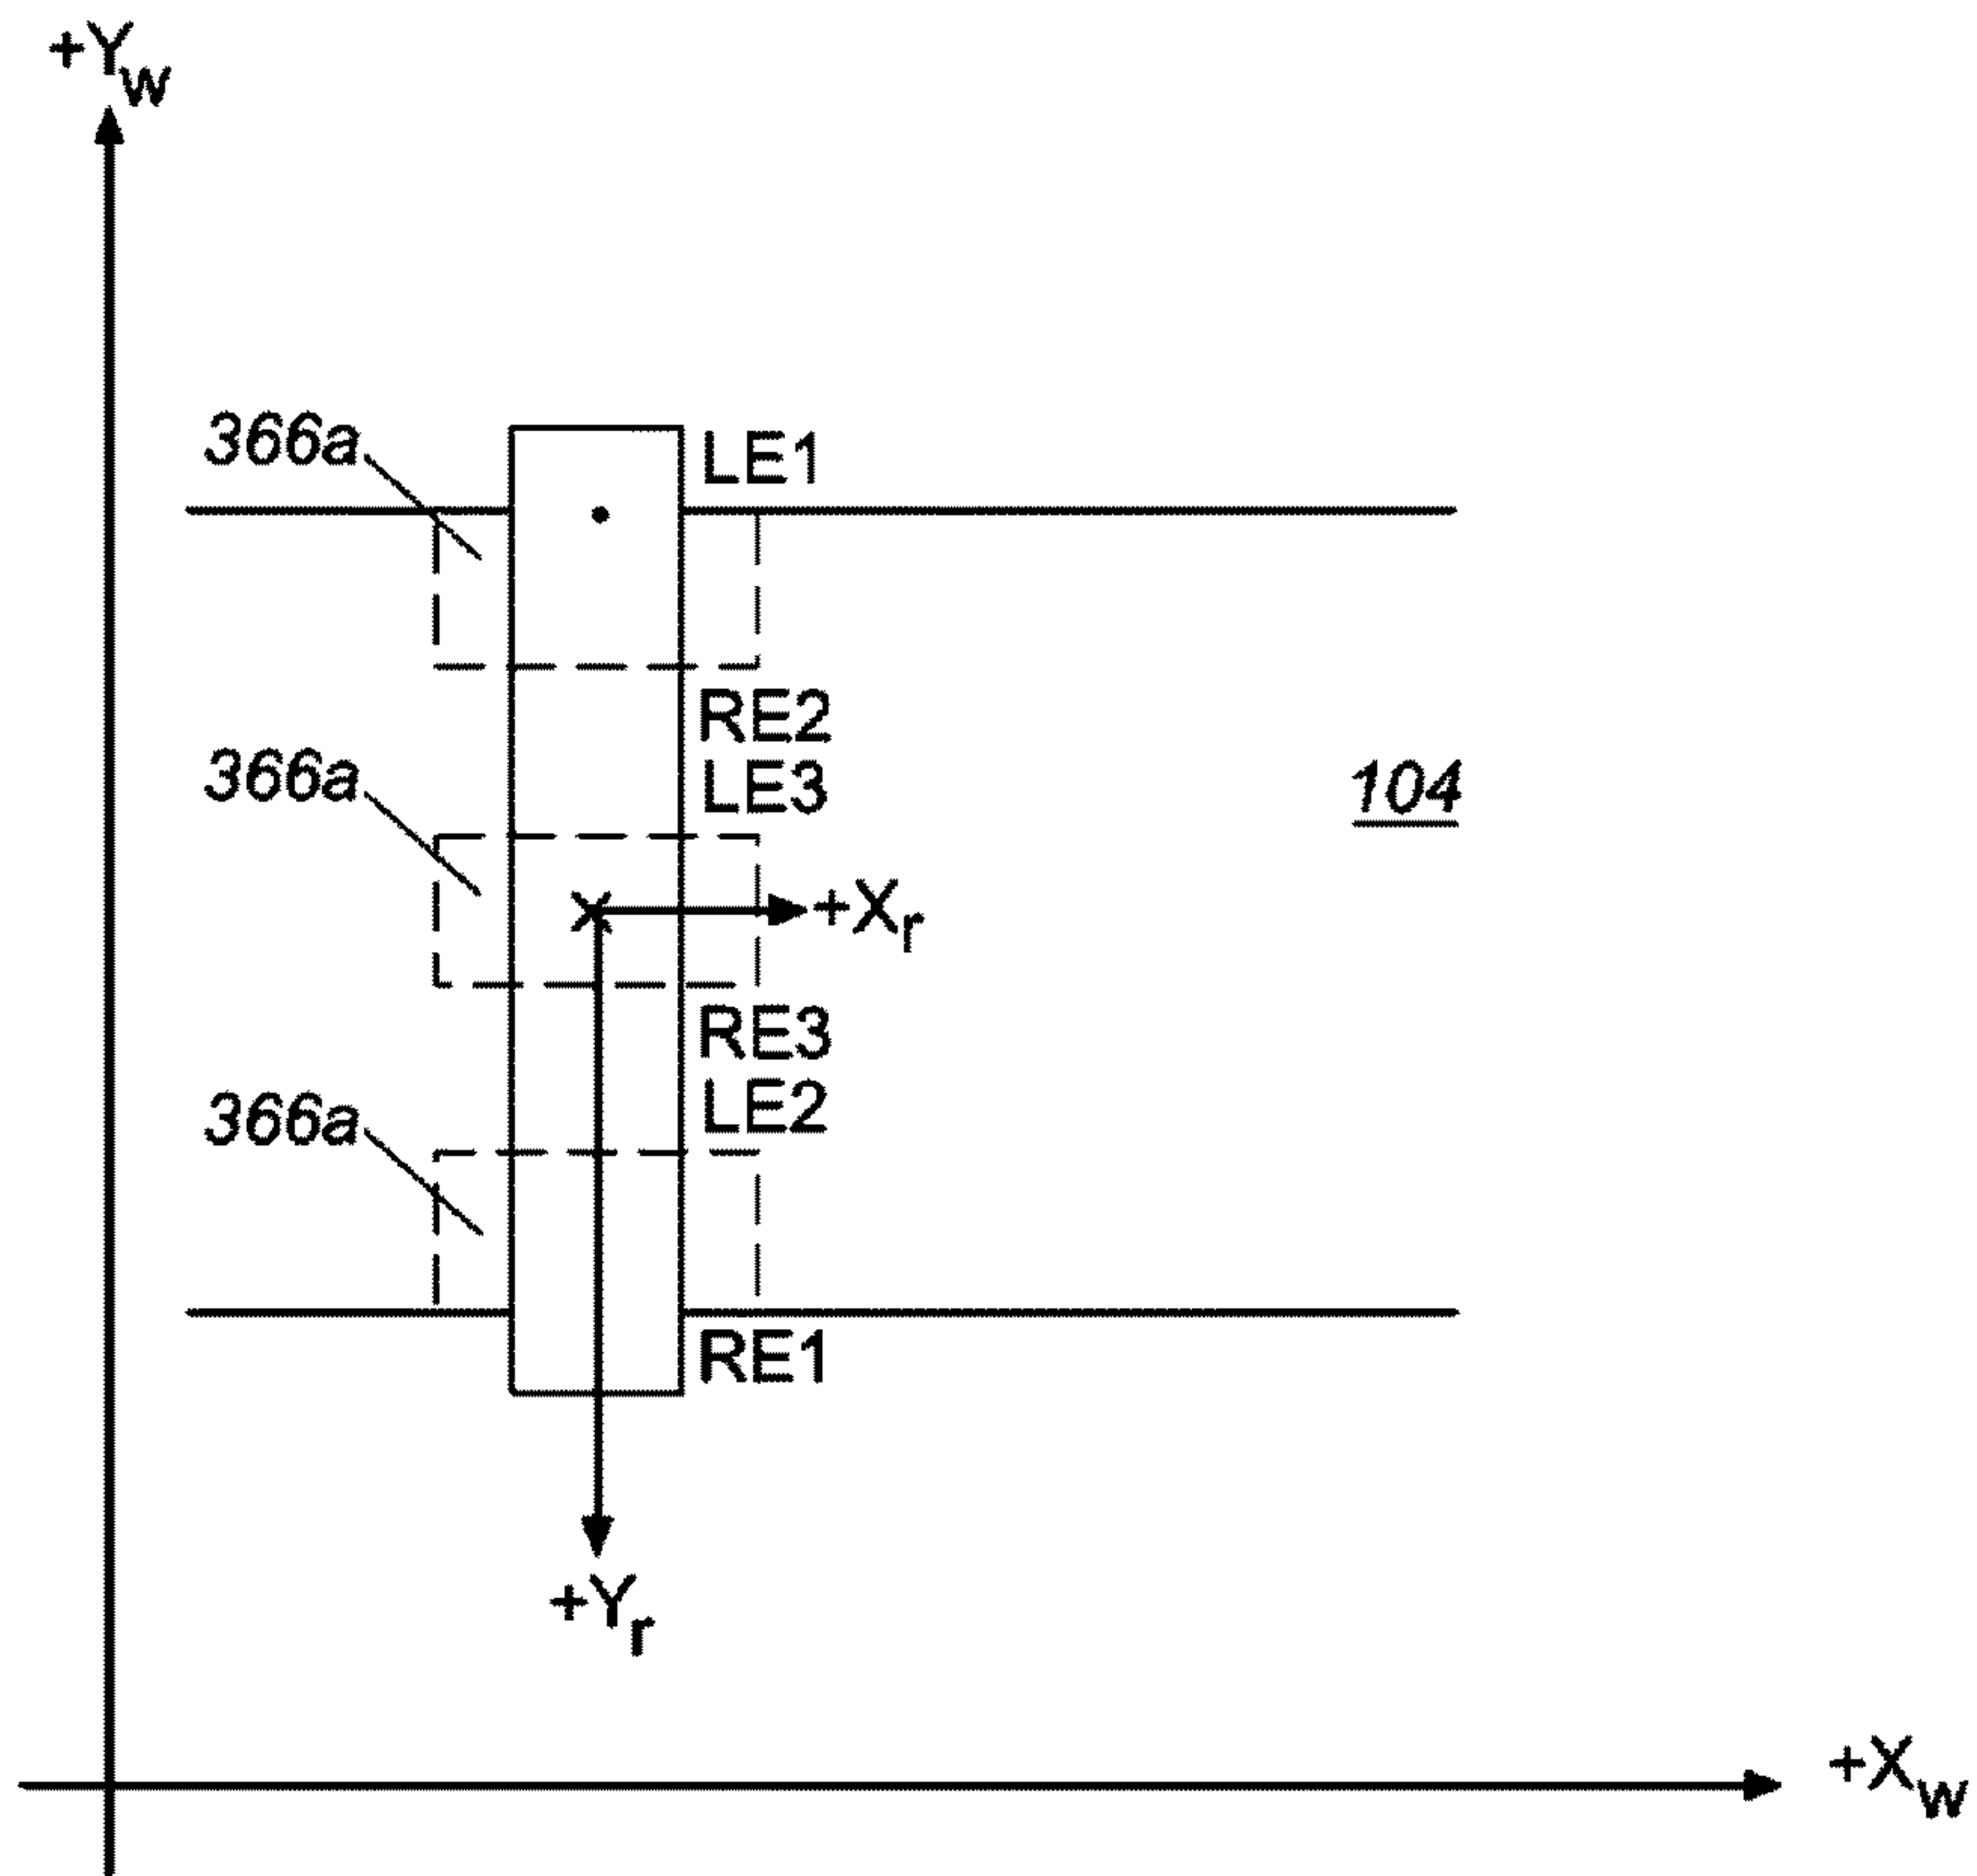 +Yw
366a
LE1
RE2
366a
LE3
104
X
+Xr
RE3
366a
LE2
RE1
+Yr
+Xw